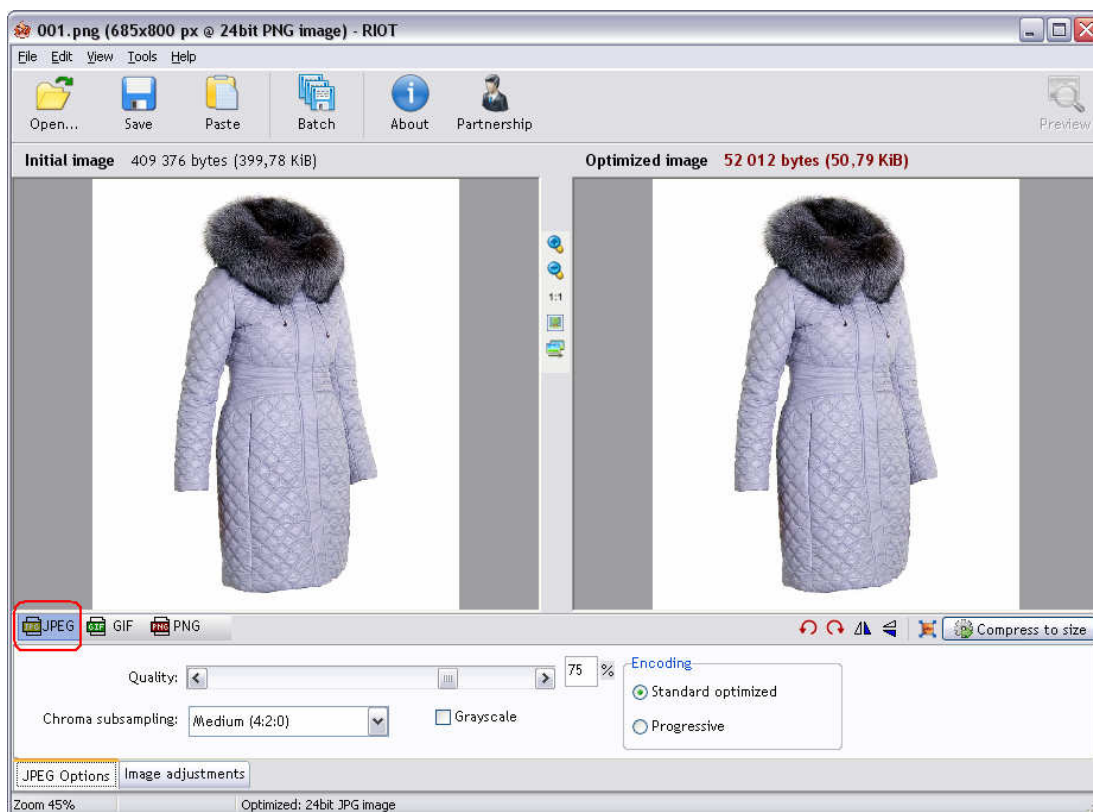 001.png (685x800 px @ 24bit PNG image) - RIOT
File Edit View Tools Help
Open... Save Paste Batch About Partnership Preview
Initial image 409 376 bytes (399,78 KiB) Optimized image 52 012 bytes (50,79 KiB)
1:1
JPEG GIF PNG Compress to size
Quality: 75 % Encoding
Standard optimized
Chroma subsampling: Medium (4:2:0) Grayscale
Progressive
JPEG Options Image adjustments
Zoom 45% Optimized: 24bit JPG image